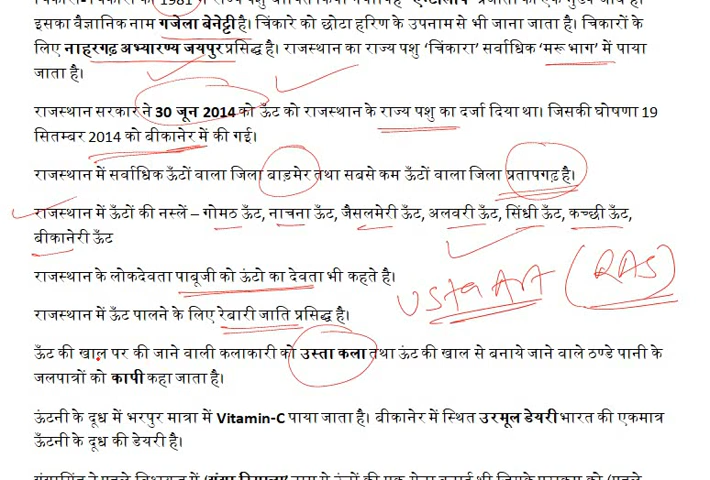 इसका वैज्ञानिक नाम गजेला बेनेट्टी है। चिंकारे को छोटा हरिण के उपनाम से भी जाना जाता है। चिकारों के
लिए नाहरगढ़ अभ्यारण्य जयपुर प्रसिद्ध है। राजस्थान का राज्य पशु ‘चिंकारा’ सर्वाधिक ‘मरू भाग’ में पाया
जाता है।
राजस्थान सरकार ने 30 जून 2014 को ऊँट को राजस्थान के राज्य पशु का दर्जा दिया था। जिसकी घोषणा 19
सितम्बर 2014 को बीकानेर में की गई।
राजस्थान में सर्वाधिक ऊँटों वाला जिला बाड़मेर तथा सबसे कम ऊँटों वाला जिला प्रतापगढ़ है।
राजस्थान में ऊँटों की नस्लें – गोमठ ऊँट, नाचना ऊँट, जैसलमेरी ऊँट, अलवरी ऊँट, सिंधी ऊँट, कच्छी ऊँट,
बीकानेरी ऊँट
राजस्थान के लोकदेवता पाबूजी को ऊंटो का देवता भी कहते है।
Usta Art (RAS)
राजस्थान में ऊँट पालने के लिए रेबारी जाति प्रसिद्ध है।
ऊँट की खाल पर की जाने वाली कलाकारी को उस्ता कला तथा ऊंट की खाल से बनाये जाने वाले ठण्डे पानी के
जलपात्रों को कापी कहा जाता है।
ऊंटनी के दूध में भरपुर मात्रा में Vitamin-C पाया जाता है। बीकानेर में स्थित उरमूल डेयरी भारत की एकमात्र
ऊँटनी के दूध की डेयरी है।